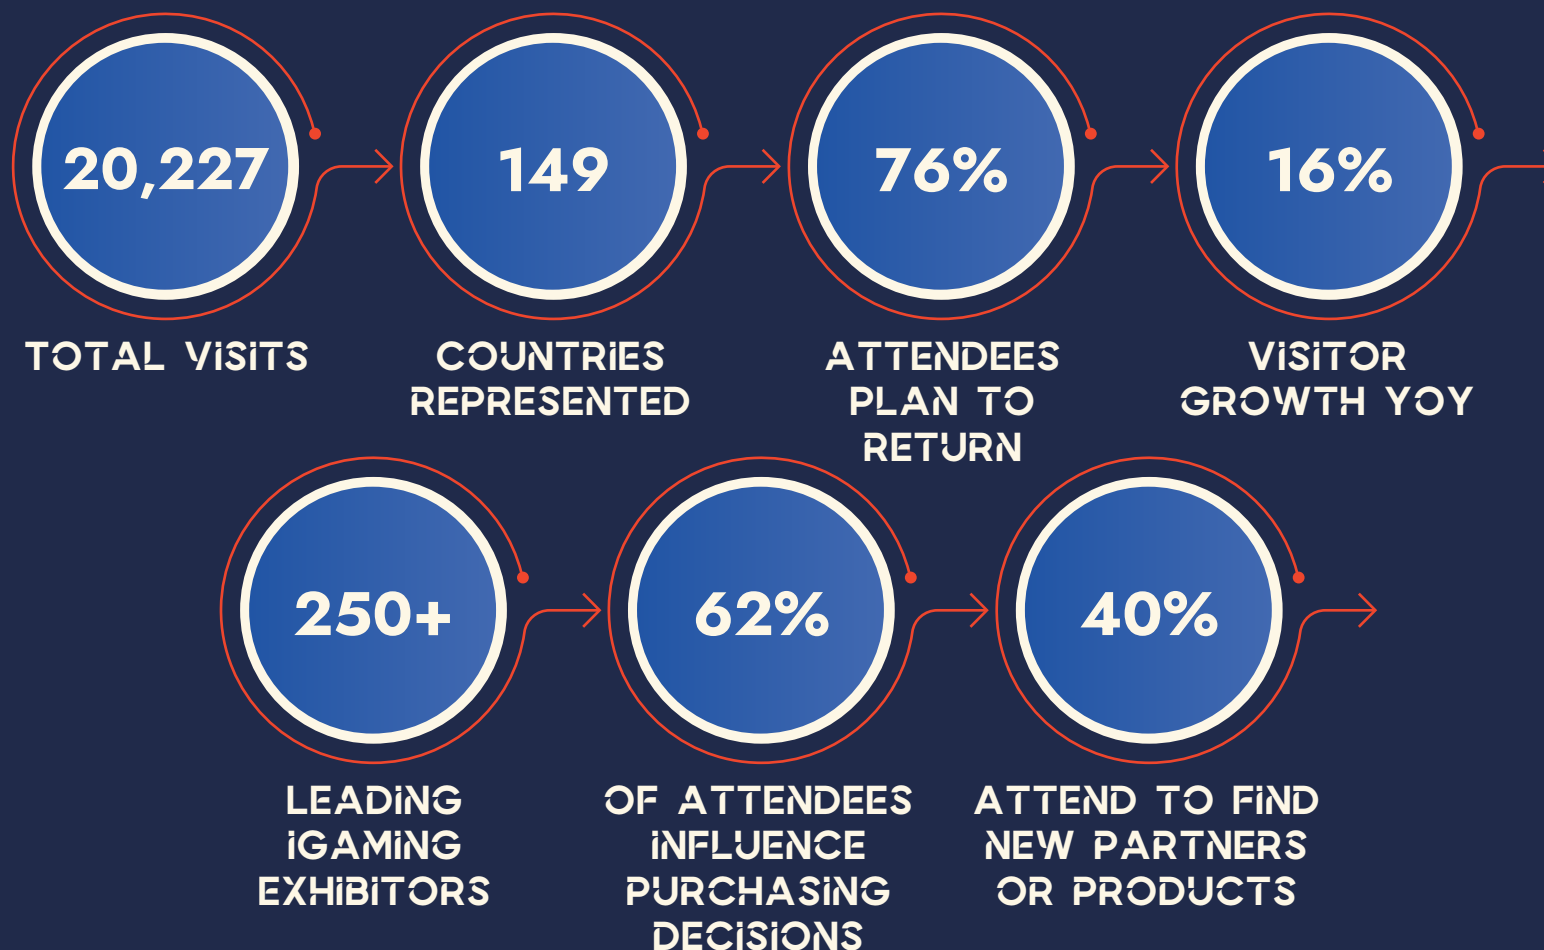 20,227
TOTAL ViSiTS
149
COUNTRiES
REPRESENTED
76%
ATTENDEES
PLAN TO
RETURN
16%
ViSiTOR
GROWTH YOY
250+
LEADiNG
iGAMiNG
EXHiBiTORS
62%
OF ATTENDEES
iNFLUENCE
PURCHASiNG
DECiSiONS
40%
ATTEND TO FiND
NEW PARTNERS
OR PRODUCTS